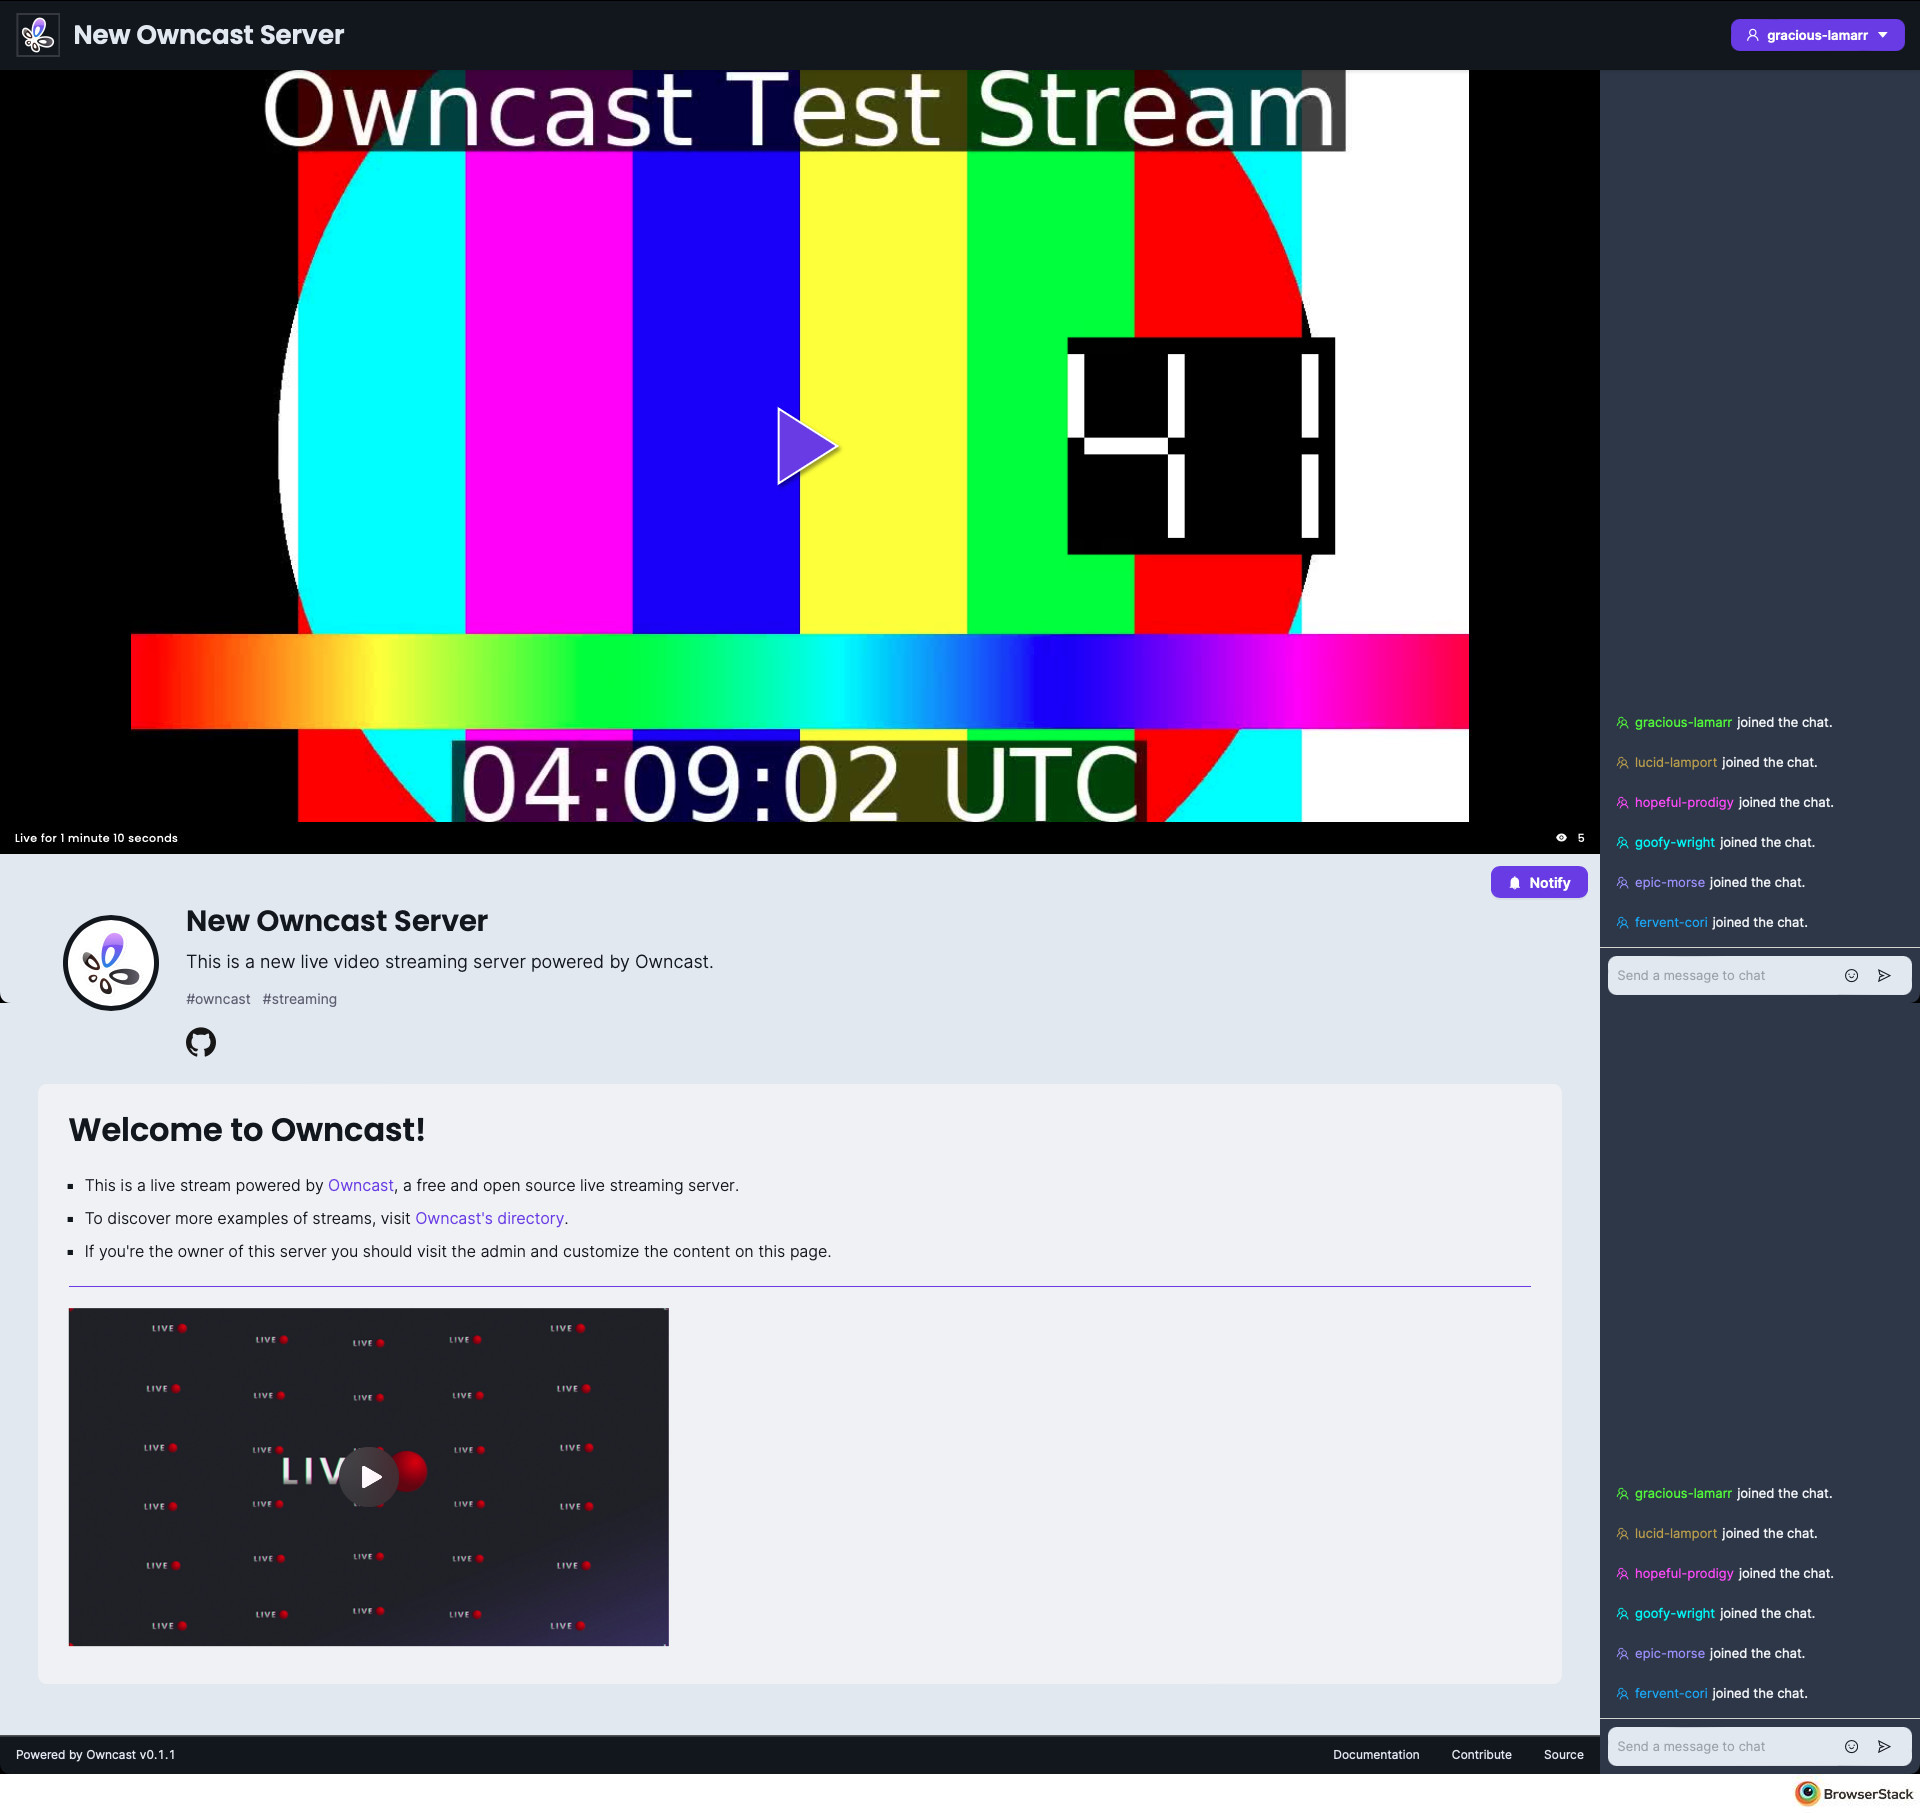 New Owncast Server
gracious-lamarr
Owncast Test Stream
41
04:09:02 UTC
Live for 1 minute 10 seconds
5
gracious-lamarr joined the chat.
lucid-lamport joined the chat.
hopeful-prodigy joined the chat.
goofy-wright joined the chat.
epic-morse joined the chat.
fervent-cori joined the chat.
Send a message to chat
Notify
New Owncast Server
This is a new live video streaming server powered by Owncast.
#owncast #streaming
Welcome to Owncast!
This is a live stream powered by Owncast, a free and open source live streaming server.
To discover more examples of streams, visit Owncast's directory.
If you're the owner of this server you should visit the admin and customize the content on this page.
LIVE LIVE LIVE LIVE LIVE
LIVE LIVE LIVE LIVE LIVE
LIVE LIVE LIVE LIVE
LIV
LIVE LIVE LIVE LIVE
LIVE LIVE LIVE LIVE LIVE
LIVE LIVE LIVE LIVE LIVE
gracious-lamarr joined the chat.
lucid-lamport joined the chat.
hopeful-prodigy joined the chat.
goofy-wright joined the chat.
epic-morse joined the chat.
fervent-cori joined the chat.
Send a message to chat
Powered by Owncast v0.1.1
Documentation Contribute Source
BrowserStack